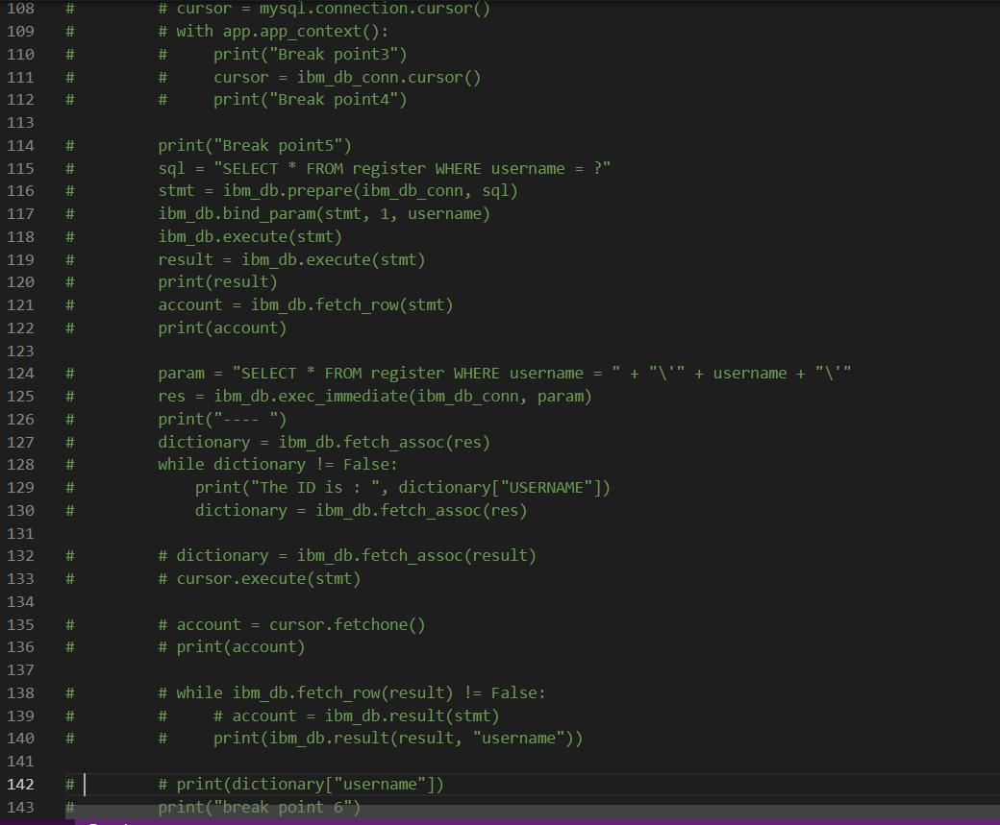 108 #         # cursor = mysql.connection.cursor()
109 #         # with app.app_context():
110 #         #     print("Break point3")
111 #         #     cursor = ibm_db_conn.cursor()
112 #         #     print("Break point4")
113
114 #         print("Break point5")
115 #         sql = "SELECT * FROM register WHERE username = ?"
116 #         stmt = ibm_db.prepare(ibm_db_conn, sql)
117 #         ibm_db.bind_param(stmt, 1, username)
118 #         ibm_db.execute(stmt)
119 #         result = ibm_db.execute(stmt)
120 #         print(result)
121 #         account = ibm_db.fetch_row(stmt)
122 #         print(account)
123
124 #         param = "SELECT * FROM register WHERE username = " + "\'" + username + "\'"
125 #         res = ibm_db.exec_immediate(ibm_db_conn, param)
126 #         print("---- ")
127 #         dictionary = ibm_db.fetch_assoc(res)
128 #         while dictionary != False:
129 #             print("The ID is : ", dictionary["USERNAME"])
130 #             dictionary = ibm_db.fetch_assoc(res)
131
132 #         # dictionary = ibm_db.fetch_assoc(result)
133 #         # cursor.execute(stmt)
134
135 #         # account = cursor.fetchone()
136 #         # print(account)
137
138 #         # while ibm_db.fetch_row(result) != False:
139 #         #     # account = ibm_db.result(stmt)
140 #         #     print(ibm_db.result(result, "username"))
141
142 #         # print(dictionary["username"])
143 #         print("break point 6")